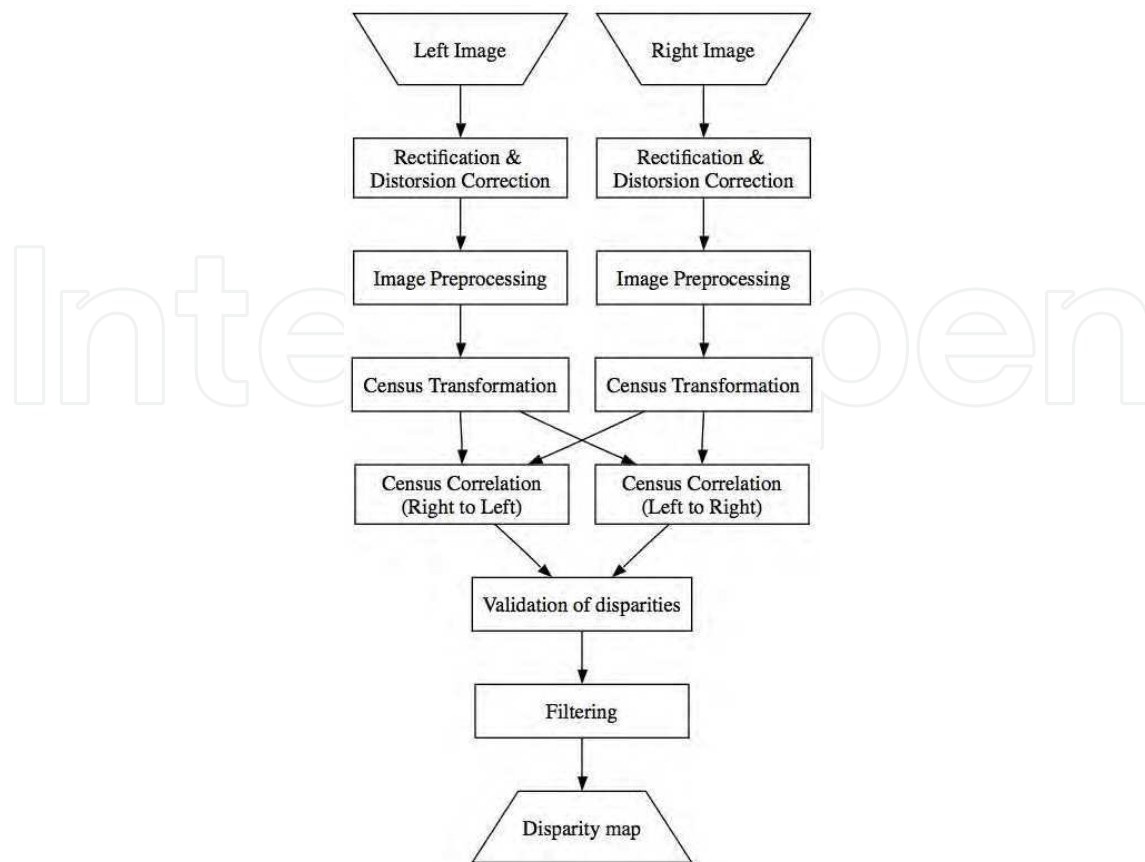 Left Image
Right Image
Rectification &
Distorsion Correction
Rectification &
Distorsion Correction
Image Preprocessing
Image Preprocessing
Census Transformation
Census Transformation
Census Correlation
(Right to Left)
Census Correlation
(Left to Right)
Validation of disparities
Filtering
Disparity map